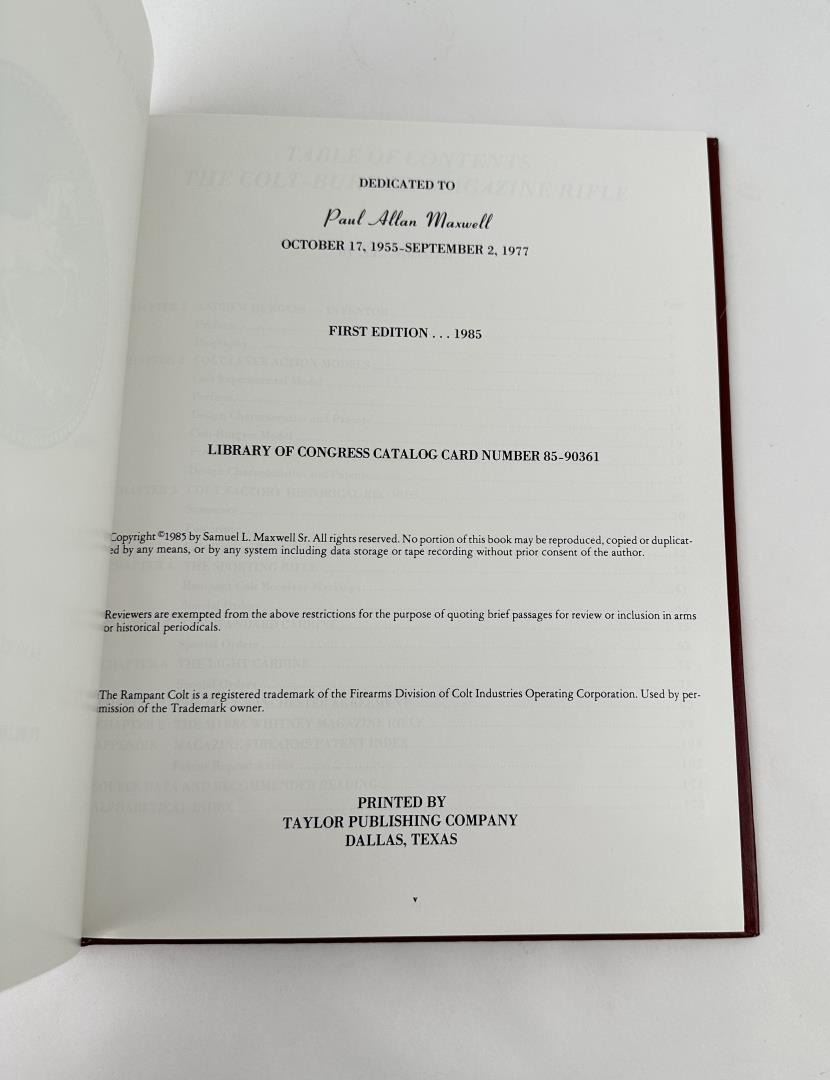 DEDICATED TO
Paul Allan Maxwell
OCTOBER 17, 1955-SEPTEMBER 2, 1977
FIRST EDITION . . . 1985
LIBRARY OF CONGRESS CATALOG CARD NUMBER 85-90361
Copyright ©1985 by Samuel L. Maxwell Sr. All rights reserved. No portion of this book may be reproduced, copied or duplicat-
ed by any means, or by any system including data storage or tape recording without prior consent of the author.
Reviewers are exempted from the above restrictions for the purpose of quoting brief passages for review or inclusion in arms
or historical periodicals.
The Rampant Colt is a registered trademark of the Firearms Division of Colt Industries Operating Corporation. Used by per-
mission of the Trademark owner.
PRINTED BY
TAYLOR PUBLISHING COMPANY
DALLAS, TEXAS
v